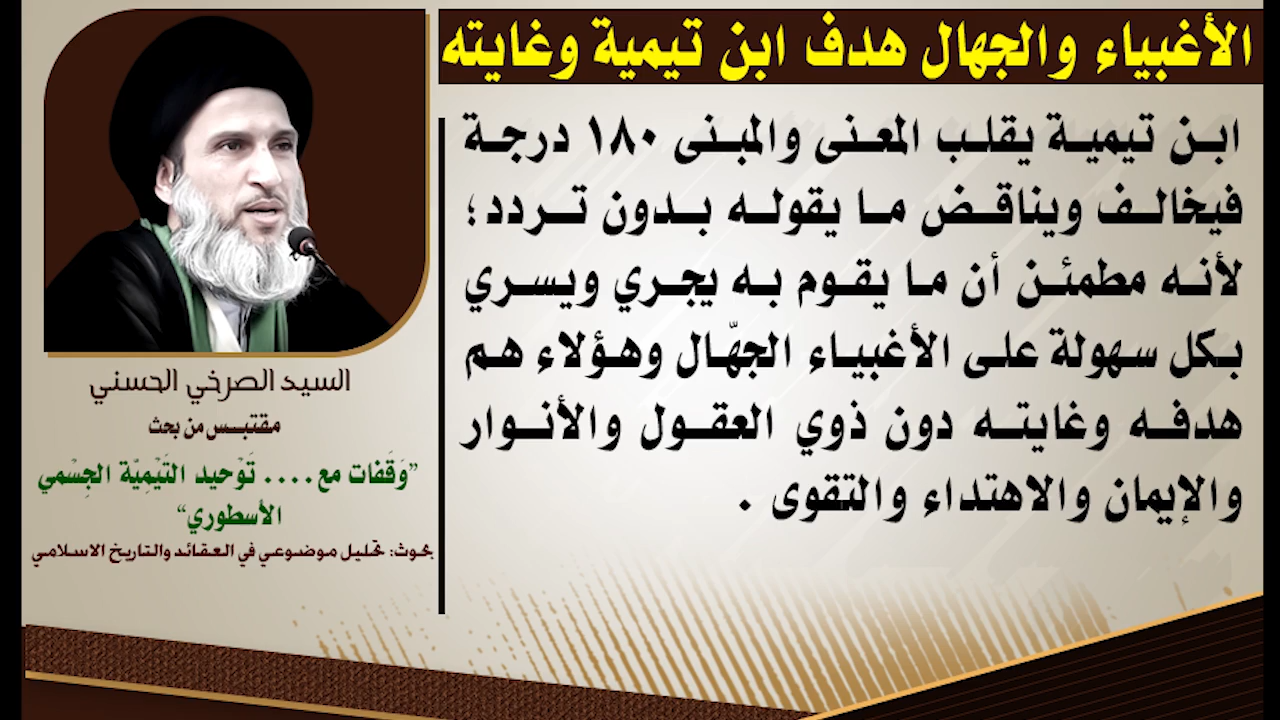 الأغبياء والجهال هدف ابن تيمية وغايته
ابن تيمية يقلب المعنى والمبنى ١٨٠ درجة
فيخالف ويناقض ما يقوله بدون تردد؛
لأنه مطمئن أن ما يقوم به يجري ويسري
بكل سهولة على الأغبياء الجهّال وهؤلاء هم
هدفه وغايته دون ذوي العقول والأنوار
والإيمان والاهتداء والتقوى .
السيد الصرخي الحسني
مقتبس من بحث
”وَقَفات مع .... تَوْحيد التَيْمِيّة الجِسْمي
الأسطوري“
بحوث: تحليل موضوعي في العقائد والتاريخ الاسلامي